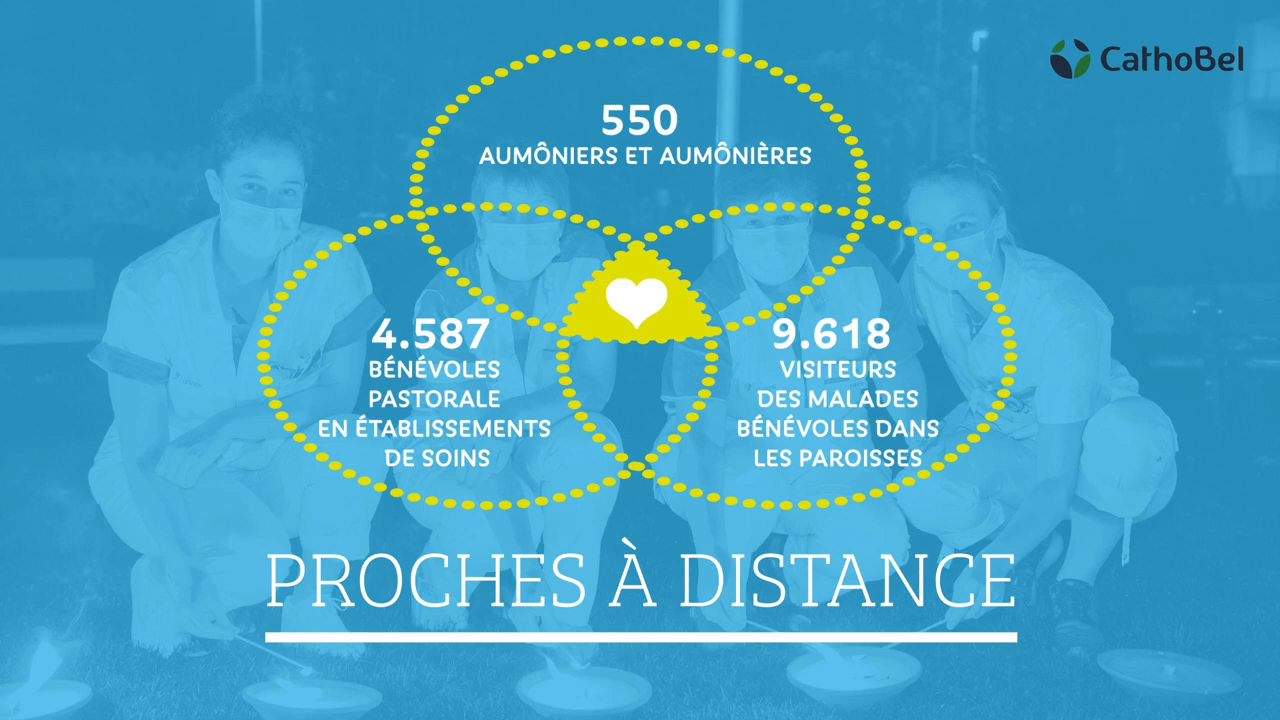 CathoBel
550
AUMÔNIERS ET AUMÔNIÈRES
4.587
BÉNÉVOLES
PASTORALE
EN ÉTABLISSEMENTS
DE SOINS
9.618
VISITEURS
DES MALADES
BÉNÉVOLES DANS
LES PAROISSES
PROCHES À DISTANCE